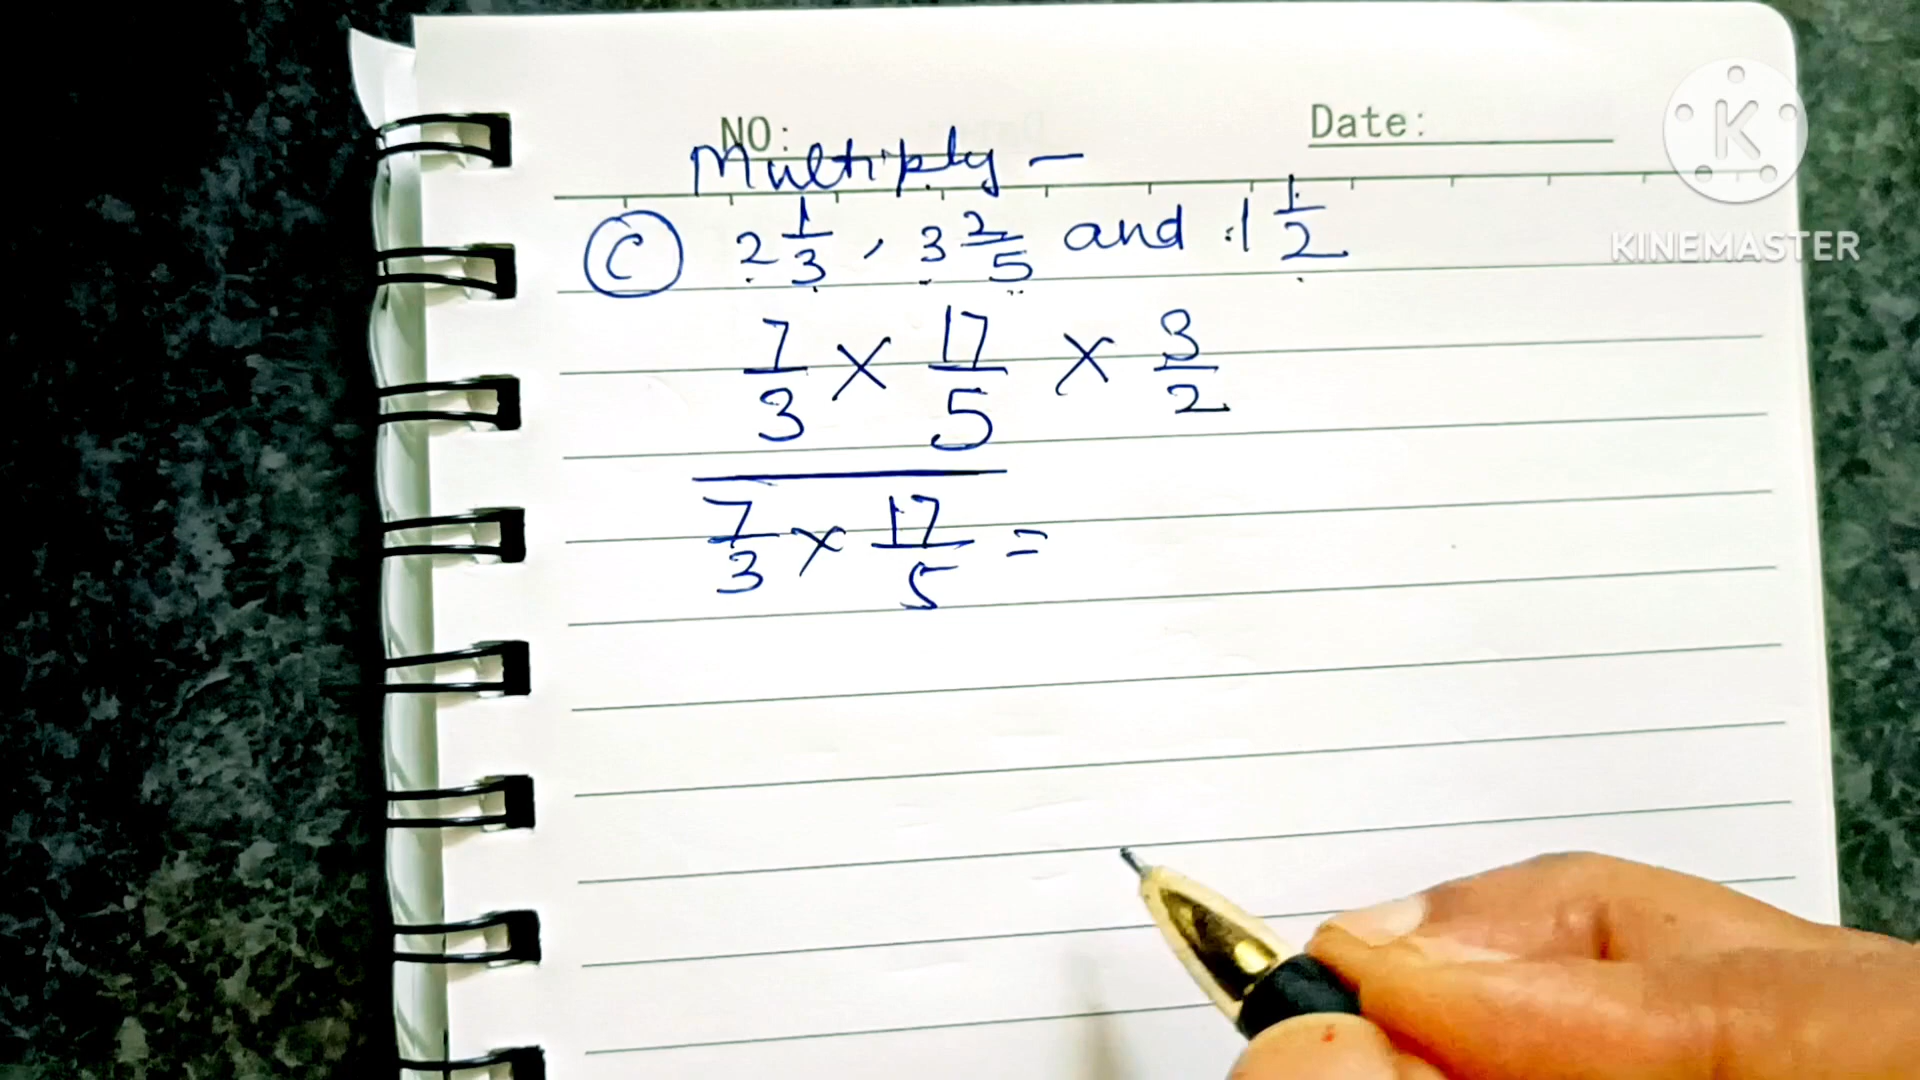 NO:
Date:
K
KINEMASTER
Multiply -
C 2 1/3, 3 2/5 and 1 1/2
7/3 × 17/5 × 3/2
7/3 × 17/5 =